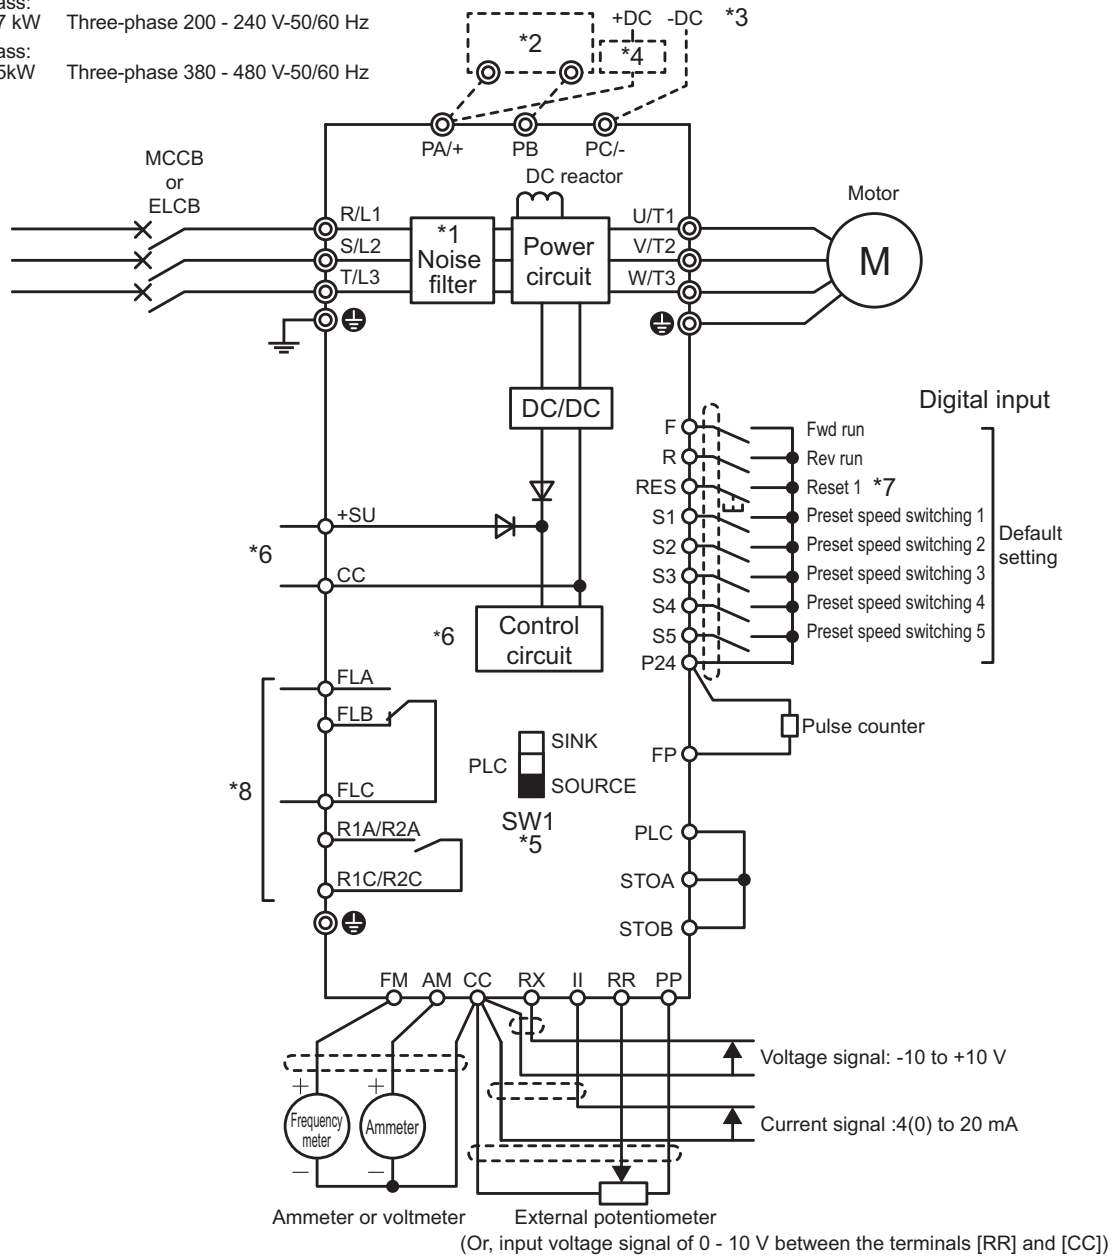 ass:
7 kW Three-phase 200 - 240 V-50/60 Hz
ass:
5kW Three-phase 380 - 480 V-50/60 Hz
*2
+DC -DC *3
*4
PA/+ PB PC/-
MCCB
or
ELCB
DC reactor
Motor
R/L1
S/L2
T/L3
*1
Noise
filter
Power
circuit
U/T1
V/T2
W/T3
M
DC/DC
Digital input
F Fwd run
R Rev run
RES Reset 1 *7
S1 Preset speed switching 1
S2 Preset speed switching 2
S3 Preset speed switching 3
S4 Preset speed switching 4
S5 Preset speed switching 5
P24
Default
setting
+SU
*6
CC
*6
Control
circuit
FLA
FLB
FLC
*8
R1A/R2A
R1C/R2C
PLC
SINK
SOURCE
SW1
*5
Pulse counter
FP
PLC
STOA
STOB
FM AM CC RX II RR PP
Voltage signal: -10 to +10 V
Current signal :4(0) to 20 mA
+ +
Frequency
meter
Ammeter
– –
Ammeter or voltmeter
External potentiometer
(Or, input voltage signal of 0 - 10 V between the terminals [RR] and [CC])